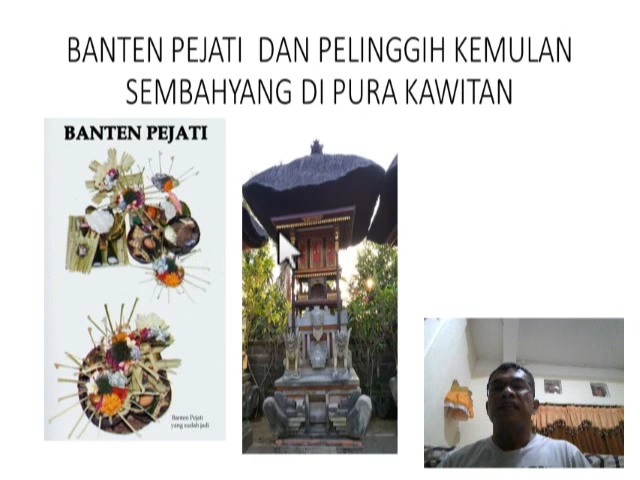 BANTEN PEJATI DAN PELINGGIH KEMULAN
SEMBAHYANG DI PURA KAWITAN
BANTEN PEJATI
Banten Pejati
yang sudah jadi